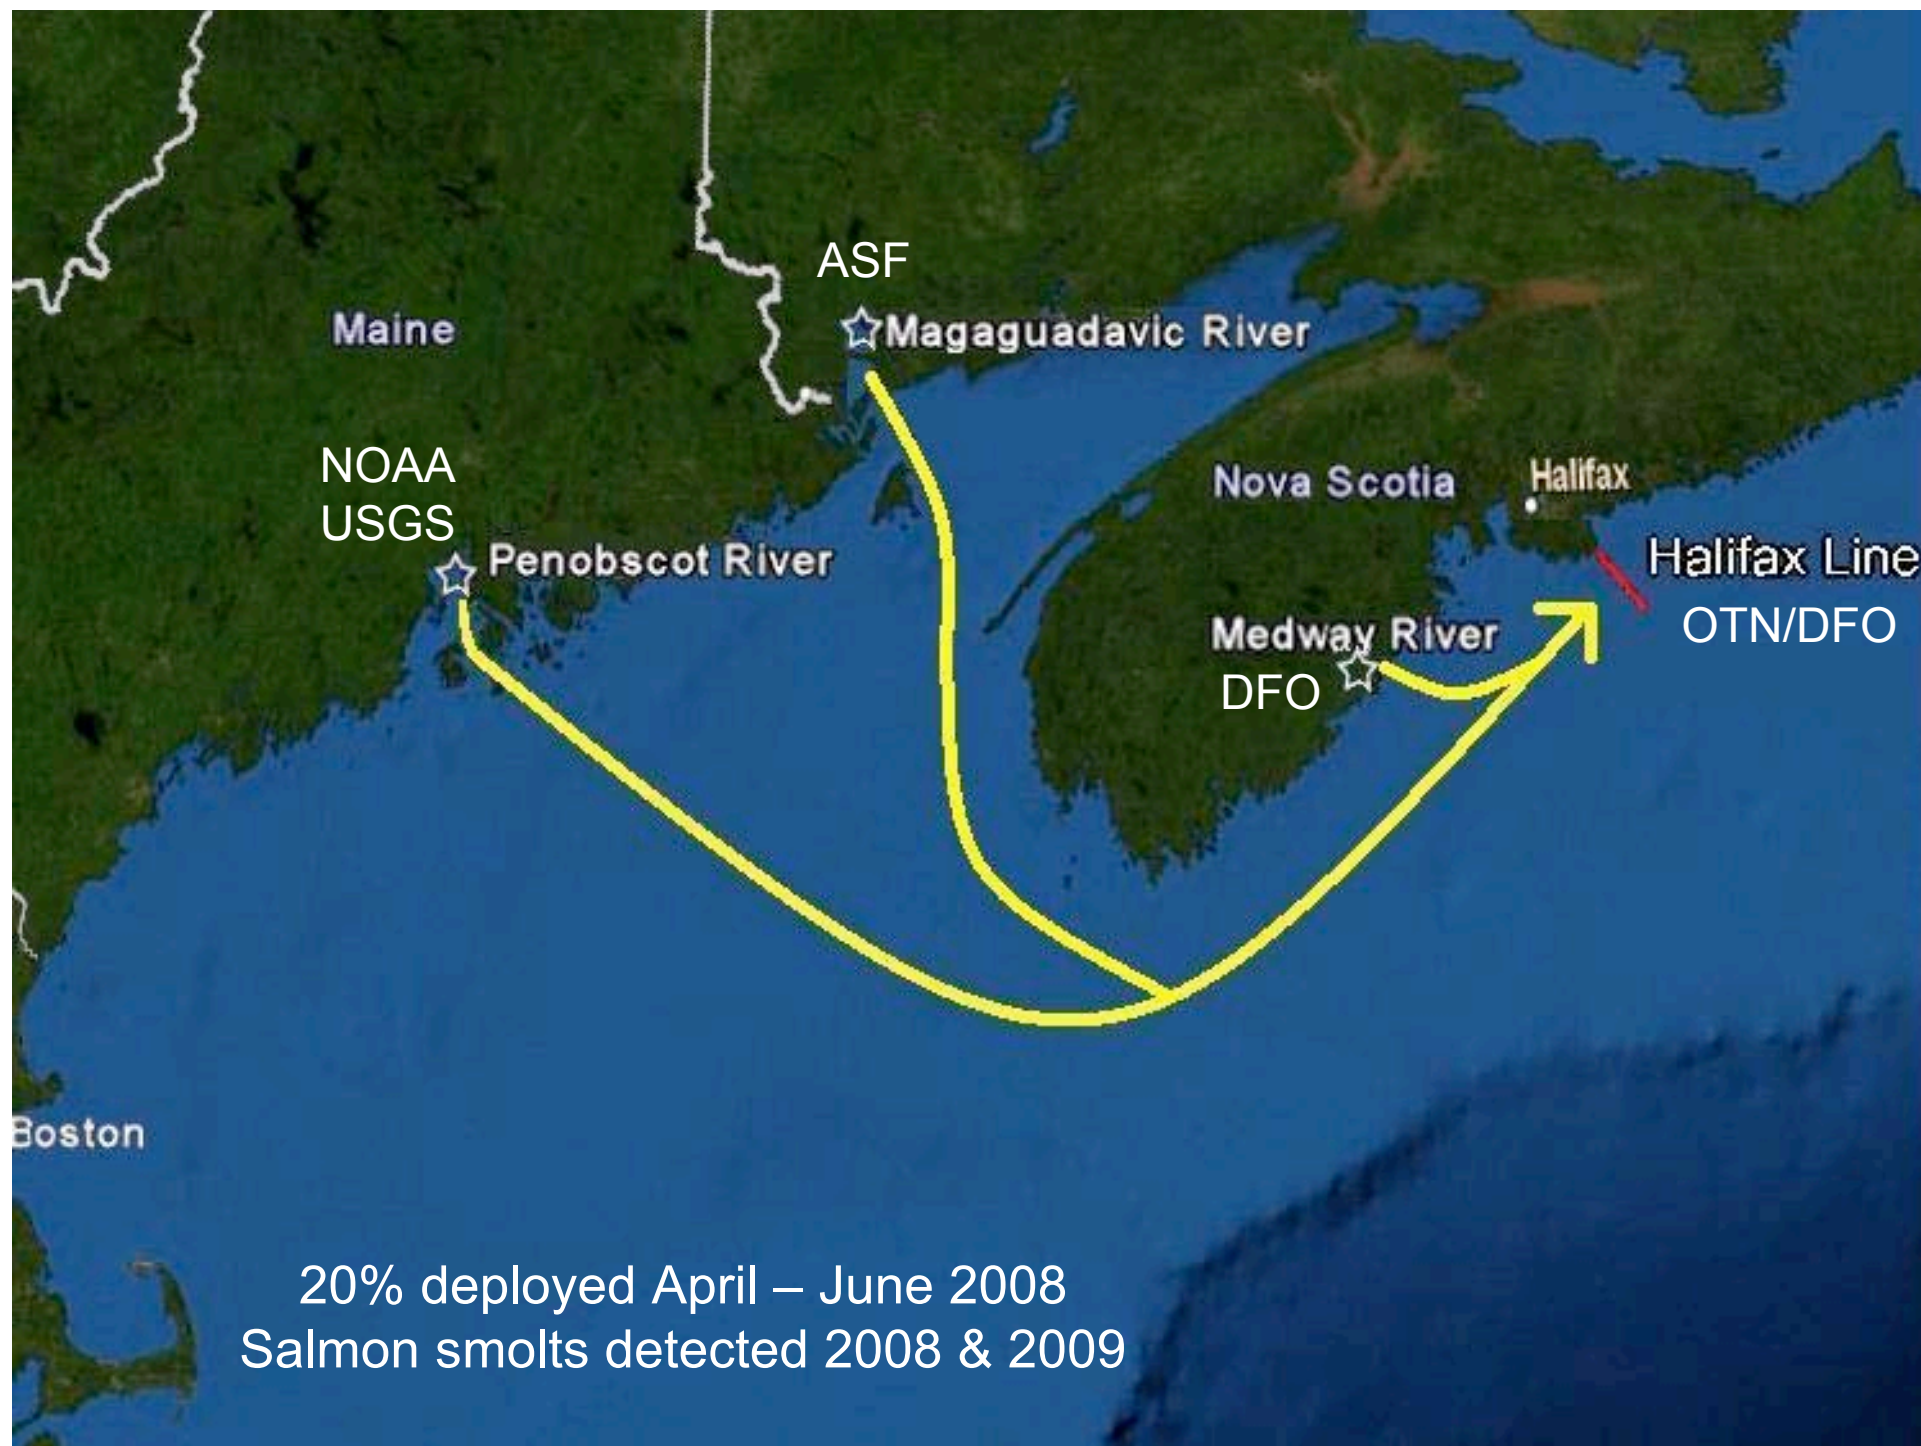 ASF
Maine
Magaguadavic River
NOAA
USGS
Nova Scotia
Halifax
Penobscot River
Halifax Line
OTN/DFO
Medway River
DFO
Boston
20% deployed April – June 2008
Salmon smolts detected 2008 & 2009